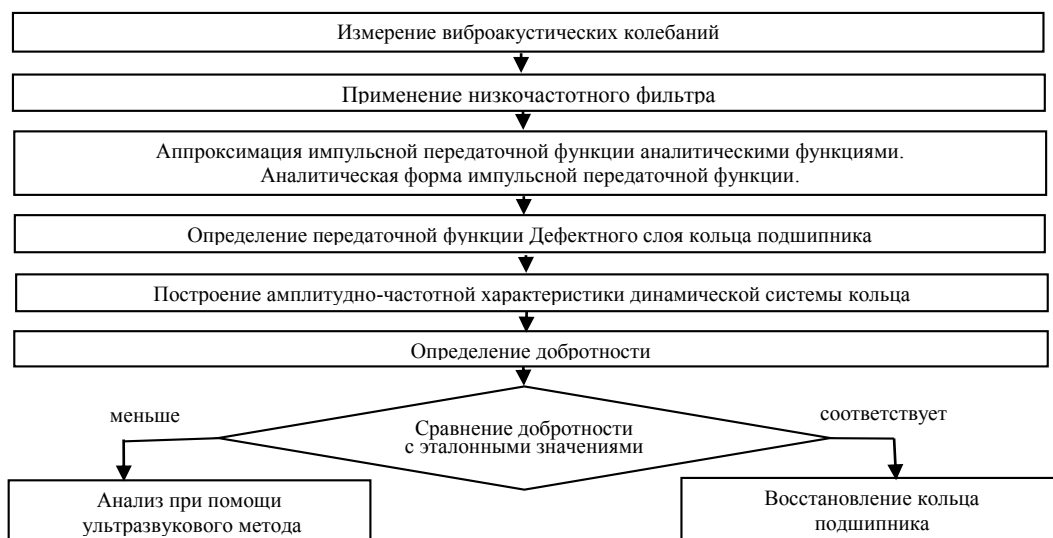 Измерение виброакустических колебаний
Применение низкочастотного фильтра
Аппроксимация импульсной передаточной функции аналитическими функциями.
Аналитическая форма импульсной передаточной функции.
Определение передаточной функции Дефектного слоя кольца подшипника
Построение амплитудно-частотной характеристики динамической системы кольца
Определение добротности
меньше
соответствует
Сравнение добротности
с эталонными значениями
Анализ при помощи
ультразвукового метода
Восстановление кольца
подшипника